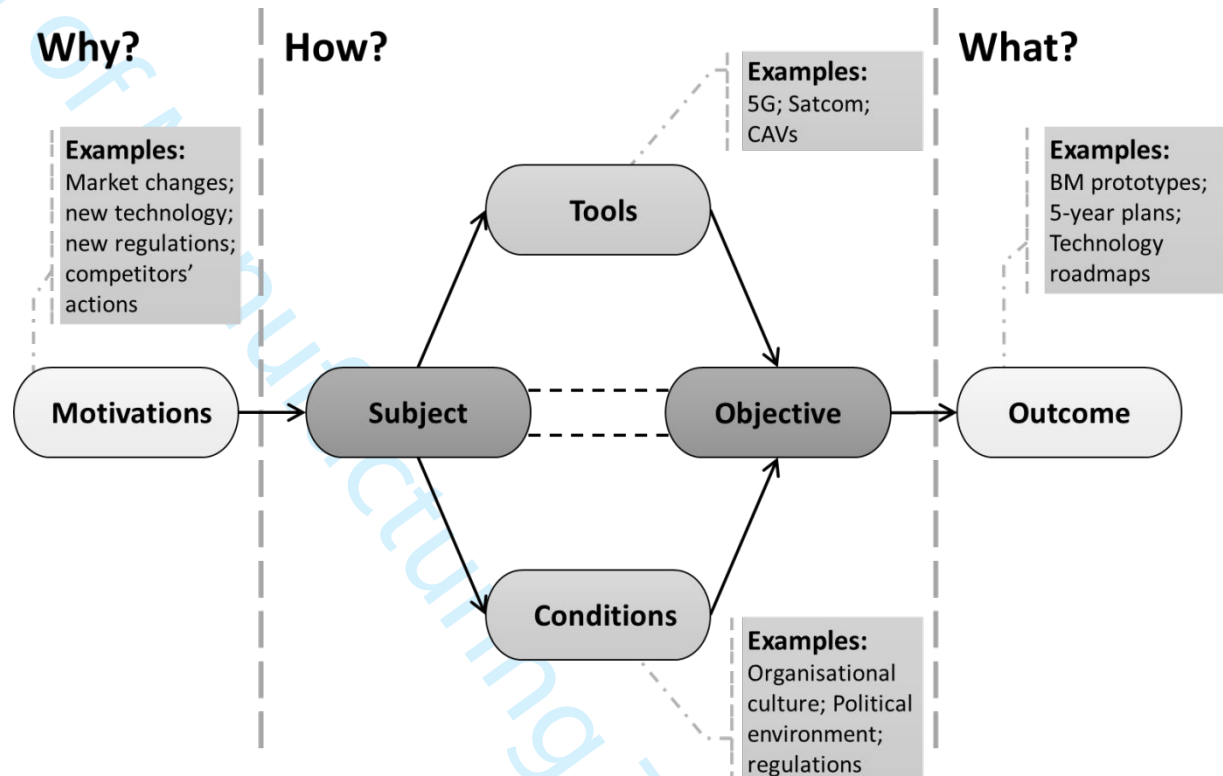 Why?
How?
What?
Examples:
5G; Satcom;
CAVs
Examples:
Market changes;
new technology;
new regulations;
competitors'
actions
Examples:
BM prototypes;
5-year plans;
Technology
roadmaps
Tools
Motivations
Subject
Objective
Outcome
Conditions
Examples:
Organisational
culture; Political
environment;
regulations